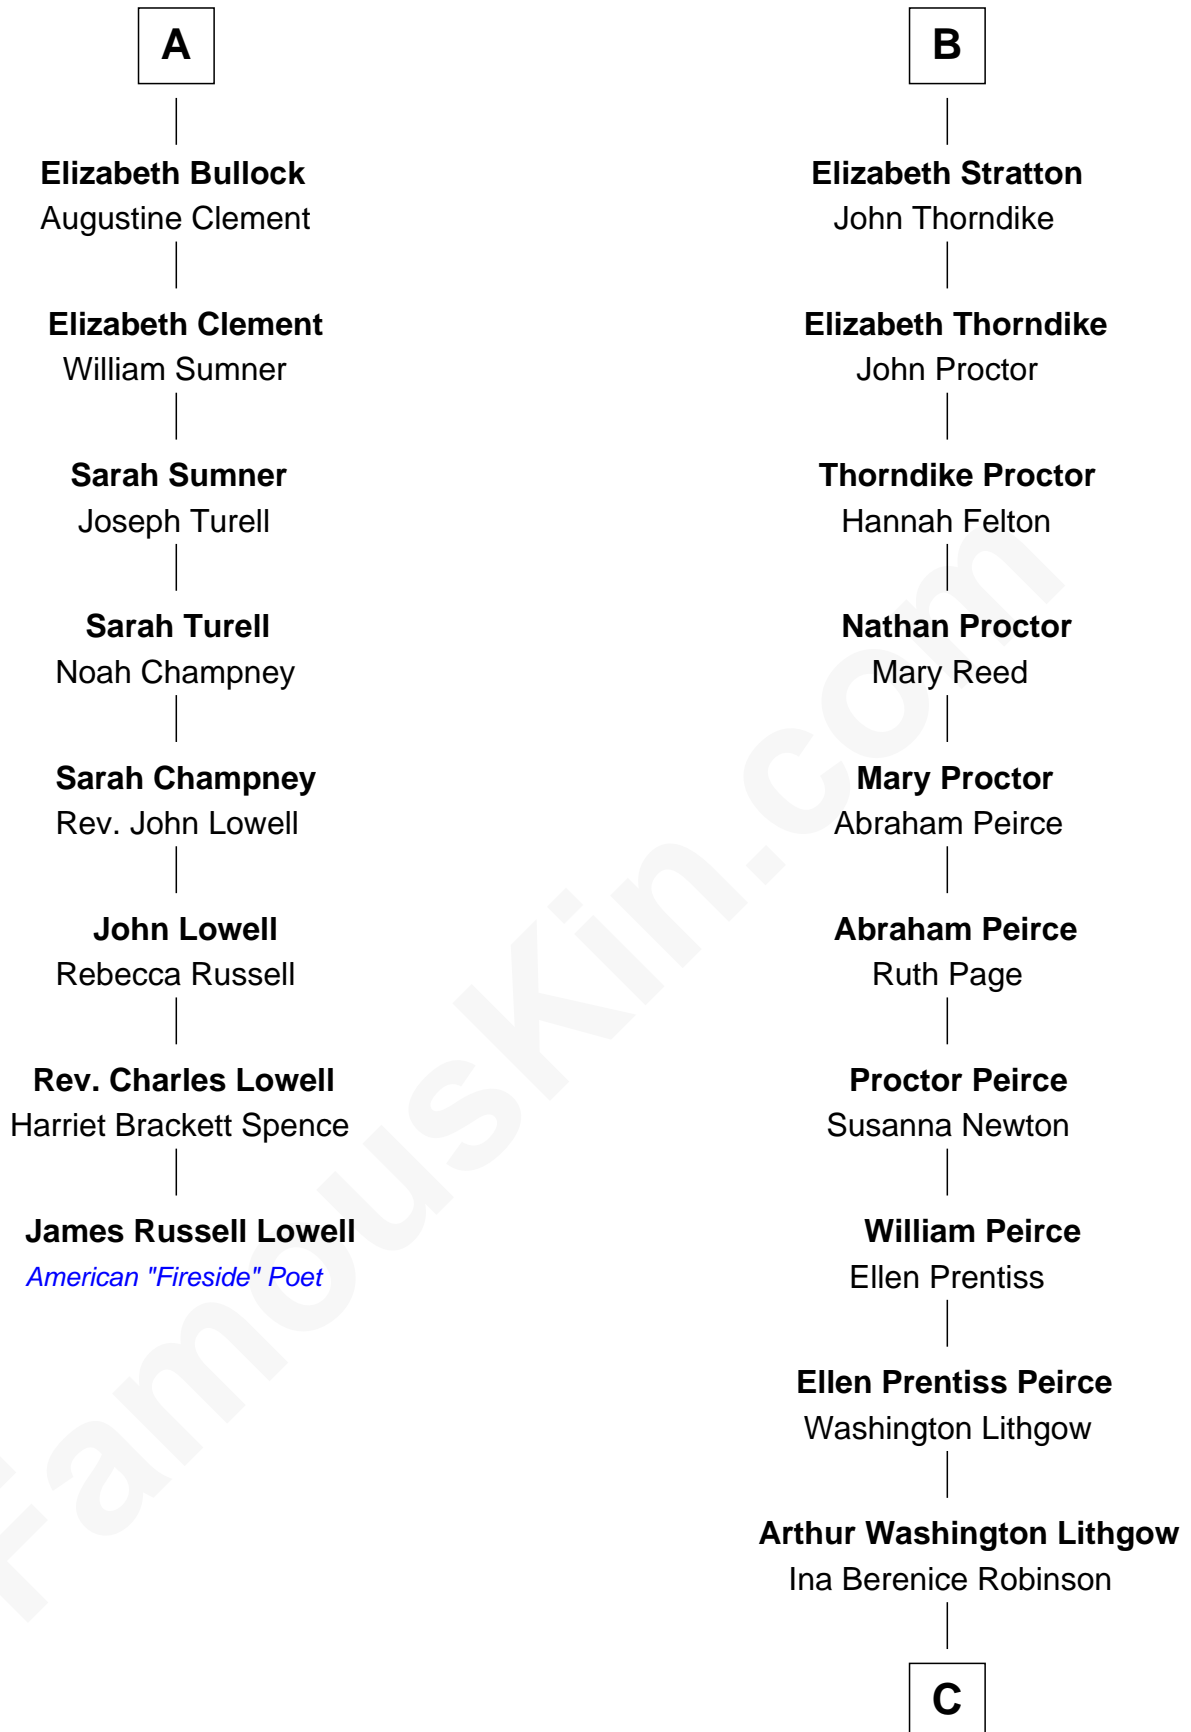 A
Elizabeth Bullock
Augustine Clement
Elizabeth Clement
William Sumner
Sarah Sumner
Joseph Turell
Sarah Turell
Noah Champney
Sarah Champney
Rev. John Lowell
John Lowell
Rebecca Russell
Rev. Charles Lowell
Harriet Brackett Spence
James Russell Lowell
American "Fireside" Poet
B
Elizabeth Stratton
John Thorndike
Elizabeth Thorndike
John Proctor
Thorndike Proctor
Hannah Felton
Nathan Proctor
Mary Reed
Mary Proctor
Abraham Peirce
Abraham Peirce
Ruth Page
Proctor Peirce
Susanna Newton
William Peirce
Ellen Prentiss
Ellen Prentiss Peirce
Washington Lithgow
Arthur Washington Lithgow
Ina Berenice Robinson
C
FamousKin.com